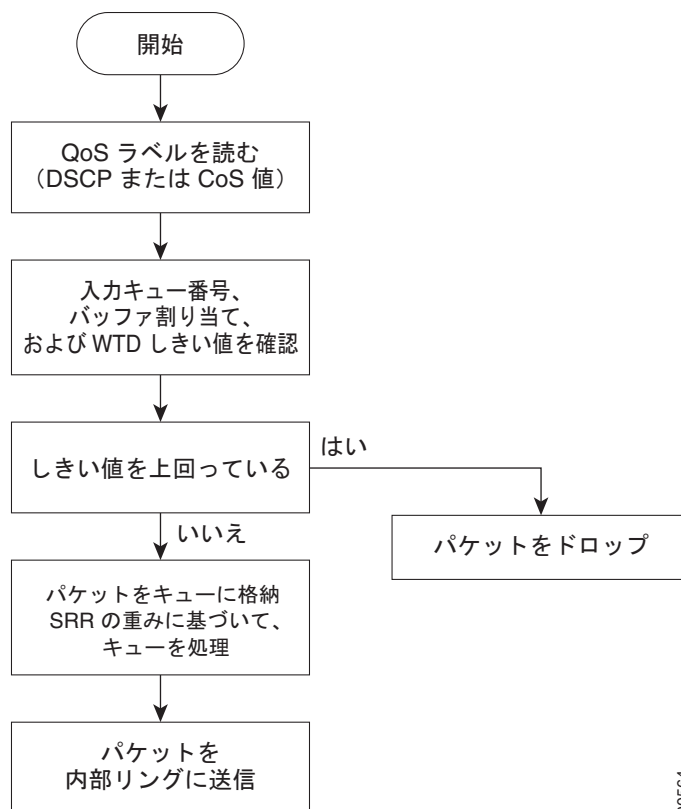 開始
QoS ラベルを読む
(DSCP または CoS 値)
入力キュー番号、
バッファ割り当て、
および WTD しきい値を確認
しきい値を上回っている
はい
いいえ
パケットをドロップ
パケットをキューに格納
SRR の重みに基づいて、
キューを処理
パケットを
内部リングに送信